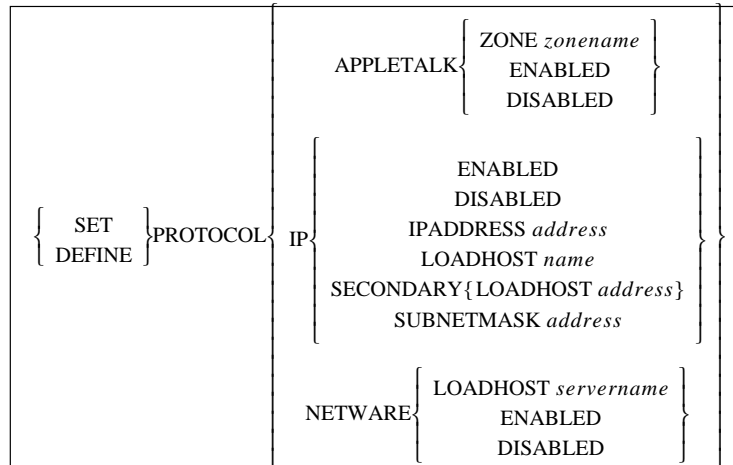 ZONE zonename
APPLETALK{ ENABLED }
DISABLED
ENABLED
DISABLED
{ SET }PROTOCOL{ IP{ IPADDRESS address } }
DEFINE
LOADHOST name
SECONDARY{LOADHOST address}
SUBNETMASK address
LOADHOST servername
NETWARE{ ENABLED }
DISABLED